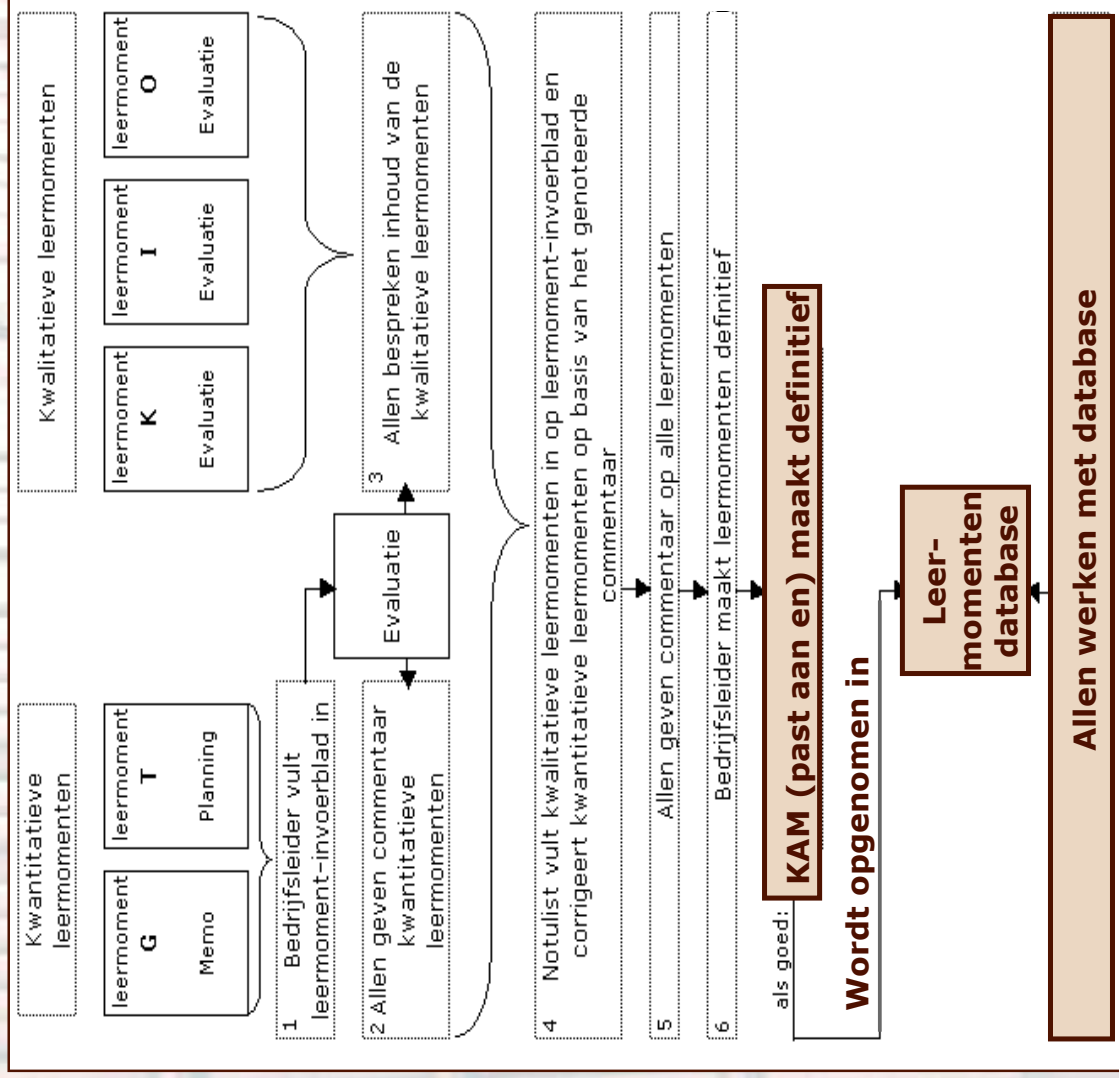 Kwantitatieve
leermomenten
Kwalitatieve leermomenten
leermoment
G
Memo
leermoment
T
Planning
leermoment
K
Evaluatie
leermoment
I
Evaluatie
leermoment
O
Evaluatie
1 Bedrijfsleider vult
leermoment-invoerblad in
Evaluatie
2 Allen geven commentaar
kwantitatieve
leermomenten
3 Allen bespreken inhoud van de
kwalitatieve leermomenten
4 Notulist vult kwalitatieve leermomenten in op leermoment-invoerblad en
corrigeert kwantitatieve leermomenten op basis van het genoteerde
commentaar
5 Allen geven commentaar op alle leermomenten
6 Bedrijfsleider maakt leermomenten definitief
KAM (past aan en) maakt definitief
als goed:
Wordt opgenomen in
Leer-
momenten
database
Allen werken met database